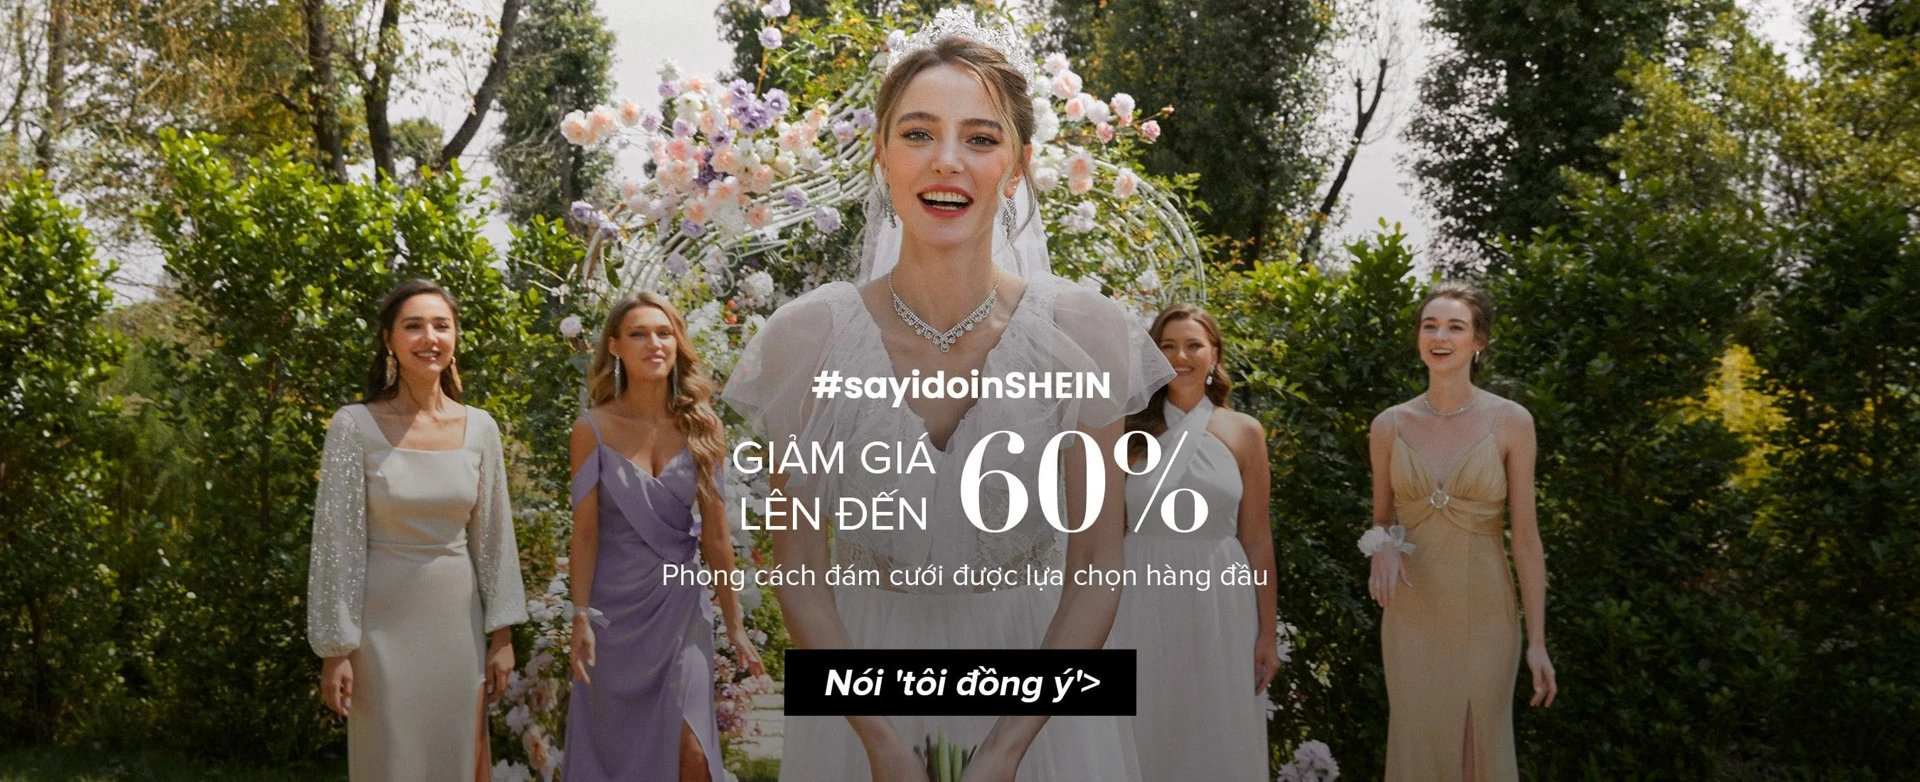 #sayidoinSHEIN
GIẢM GIÁ
LÊN ĐẾN
60%
Phong cách đám cưới được lựa chọn hàng đầu
Nói 'tôi đồng ý'>